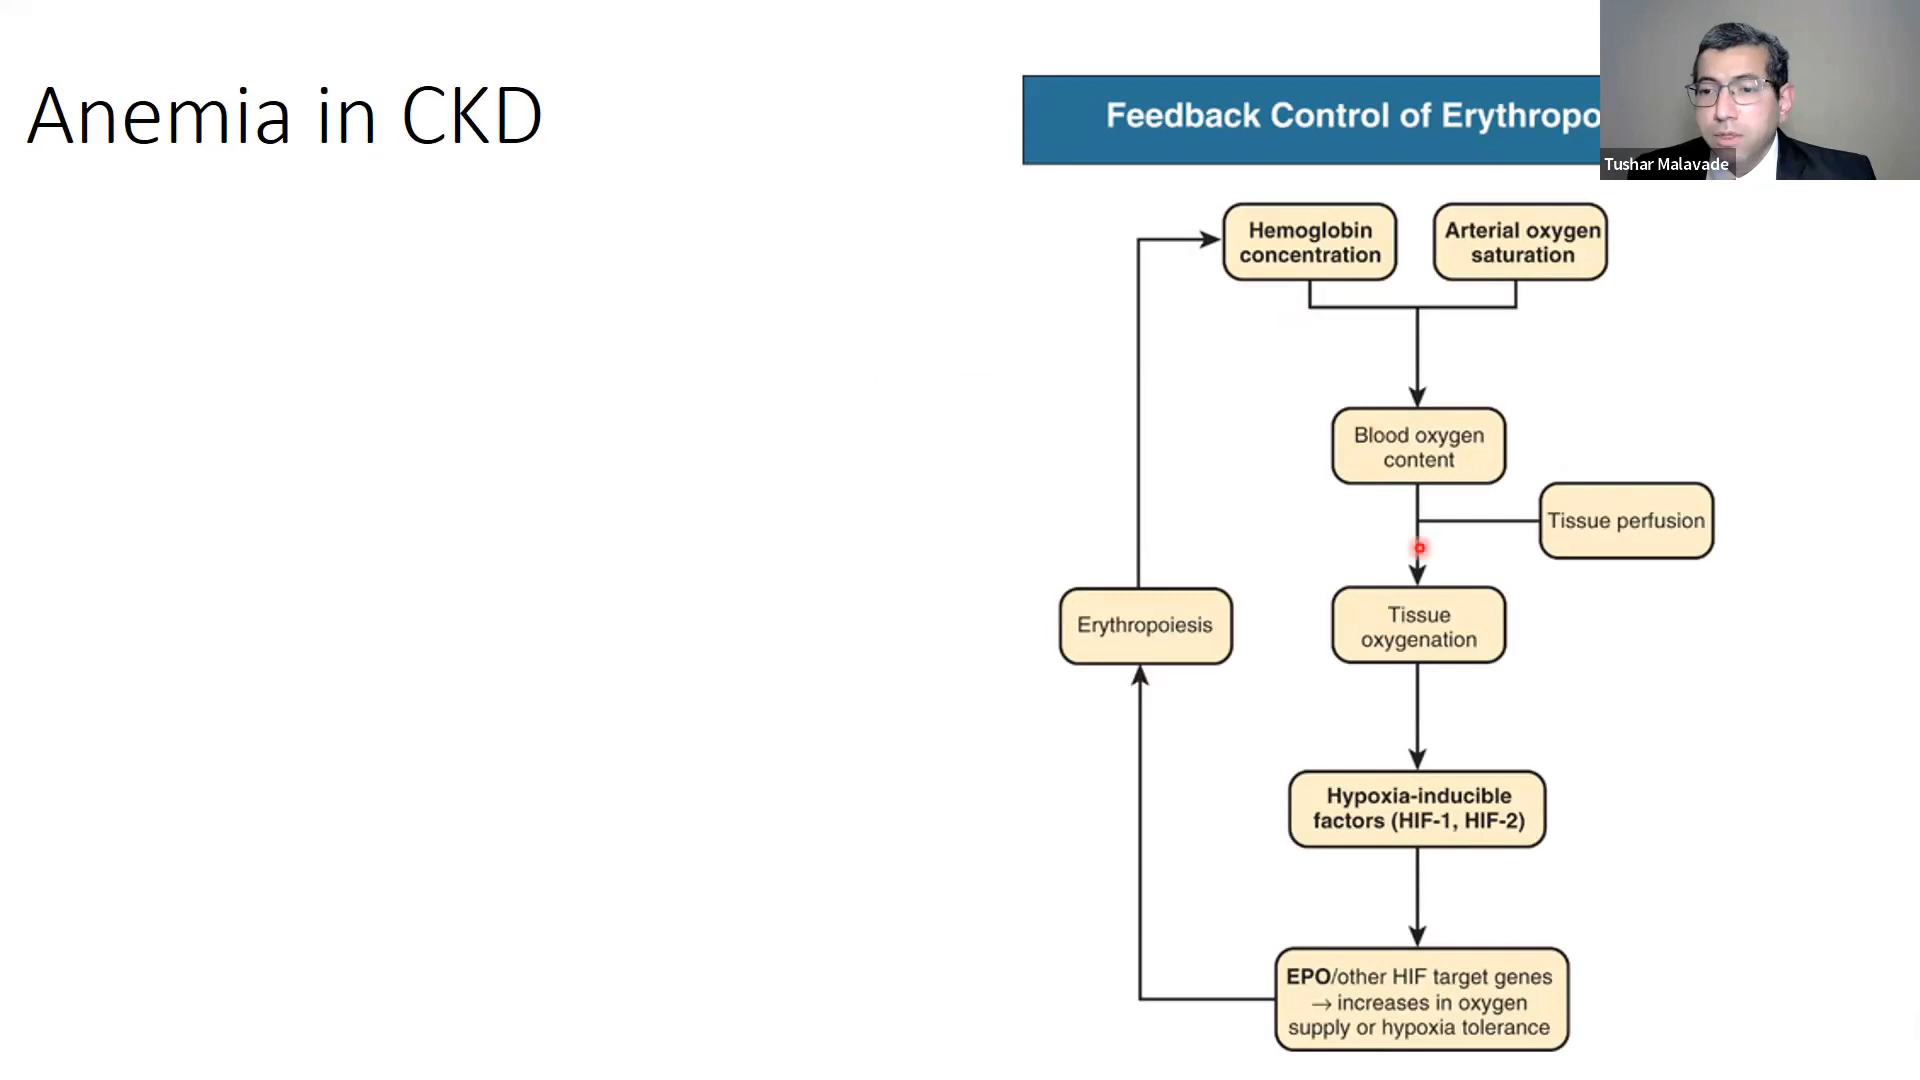 Anemia in CKD
Feedback Control of Erythropo
Tushar Malavade
Hemoglobin
concentration
Arterial oxygen
saturation
Blood oxygen
content
Tissue perfusion
Tissue
oxygenation
Erythropoiesis
Hypoxia-inducible
factors (HIF-1, HIF-2)
EPO/other HIF target genes
→ increases in oxygen
supply or hypoxia tolerance